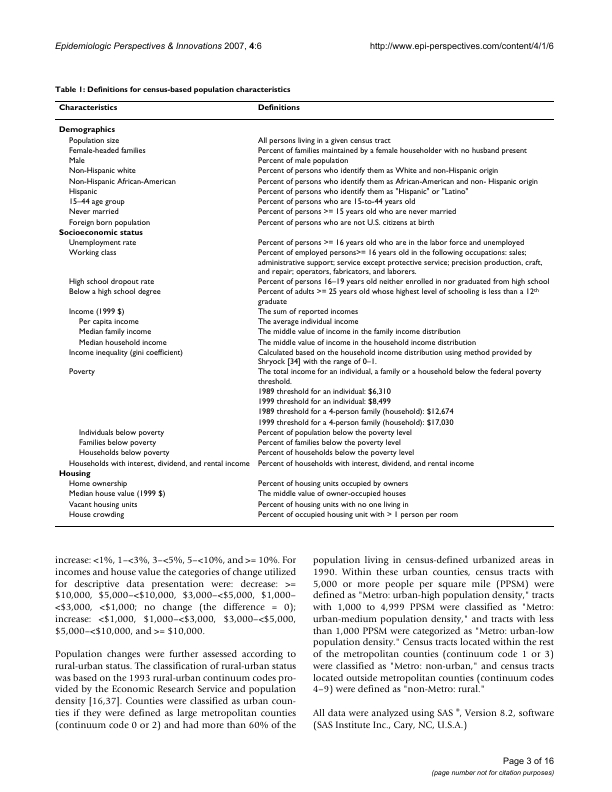 Epidemiologic Perspectives & Innovations 2007, 4:6
http://www.epi-perspectives.com/content/4/1/6
Table 1: Definitions for census-based population characteristics
Characteristics Definitions
Demographics
Population size All persons living in a given census tract
Female-headed families Percent of families maintained by a female householder with no husband present
Male Percent of male population
Non-Hispanic white Percent of persons who identify them as White and non-Hispanic origin
Non-Hispanic African-American Percent of persons who identify them as African-American and non- Hispanic origin
Hispanic Percent of persons who identify them as "Hispanic" or "Latino"
15–44 age group Percent of persons who are 15-to-44 years old
Never married Percent of persons >= 15 years old who are never married
Foreign born population Percent of persons who are not U.S. citizens at birth
Socioeconomic status
Unemployment rate Percent of persons >= 16 years old who are in the labor force and unemployed
Working class Percent of employed persons>= 16 years old in the following occupations: sales;
administrative support; service except protective service; precision production, craft,
and repair; operators, fabricators, and laborers.
High school dropout rate Percent of persons 16–19 years old neither enrolled in nor graduated from high school
Below a high school degree Percent of adults >= 25 years old whose highest level of schooling is less than a 12th
graduate
Income (1999 $) The sum of reported incomes
Per capita income The average individual income
Median family income The middle value of income in the family income distribution
Median household income The middle value of income in the household income distribution
Income inequality (gini coefficient) Calculated based on the household income distribution using method provided by
Shryock [34] with the range of 0–1.
Poverty The total income for an individual, a family or a household below the federal poverty
threshold.
1989 threshold for an individual: $6,310
1999 threshold for an individual: $8,499
1989 threshold for a 4-person family (household): $12,674
1999 threshold for a 4-person family (household): $17,030
Individuals below poverty Percent of population below the poverty level
Families below poverty Percent of families below the poverty level
Households below poverty Percent of households below the poverty level
Households with interest, dividend, and rental income Percent of households with interest, dividend, and rental income
Housing
Home ownership Percent of housing units occupied by owners
Median house value (1999 $) The middle value of owner-occupied houses
Vacant housing units Percent of housing units with no one living in
House crowding Percent of occupied housing unit with > 1 person per room
increase: <1%, 1–<3%, 3–<5%, 5–<10%, and >= 10%. For
incomes and house value the categories of change utilized
for descriptive data presentation were: decrease: >=
$10,000, $5,000–<$10,000, $3,000–<$5,000, $1,000–
<$3,000, <$1,000; no change (the difference = 0);
increase: <$1,000, $1,000–<$3,000, $3,000–<$5,000,
$5,000–<$10,000, and >= $10,000.
Population changes were further assessed according to
rural-urban status. The classification of rural-urban status
was based on the 1993 rural-urban continuum codes pro-
vided by the Economic Research Service and population
density [16,37]. Counties were classified as urban coun-
ties if they were defined as large metropolitan counties
(continuum code 0 or 2) and had more than 60% of the
population living in census-defined urbanized areas in
1990. Within these urban counties, census tracts with
5,000 or more people per square mile (PPSM) were
defined as "Metro: urban-high population density," tracts
with 1,000 to 4,999 PPSM were classified as "Metro:
urban-medium population density," and tracts with less
than 1,000 PPSM were categorized as "Metro: urban-low
population density." Census tracts located within the rest
of the metropolitan counties (continuum code 1 or 3)
were classified as "Metro: non-urban," and census tracts
located outside metropolitan counties (continuum codes
4–9) were defined as "non-Metro: rural."
All data were analyzed using SAS ®, Version 8.2, software
(SAS Institute Inc., Cary, NC, U.S.A.)
Page 3 of 16
(page number not for citation purposes)